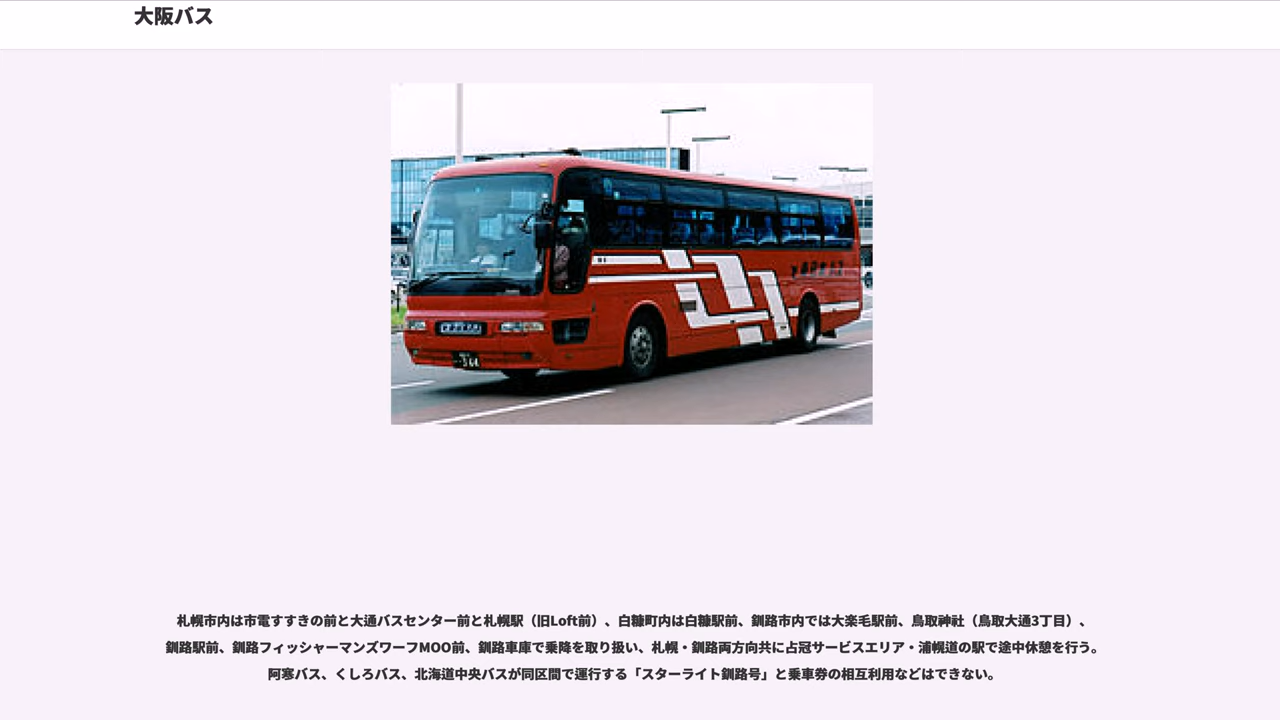 大阪バス
札幌市内は市電すすきの前と大通バスセンター前と札幌駅（旧Loft前）、白糠町内は白糠駅前、釧路市内では大楽毛駅前、鳥取神社（鳥取大通3丁目）、
釧路駅前、釧路フィッシャーマンズワーフMOO前、釧路車庫で乗降を取り扱い、札幌・釧路両方向共に占冠サービスエリア・浦幌道の駅で途中休憩を行う。
阿寒バス、くしろバス、北海道中央バスが同区間で運行する「スターライト釧路号」と乗車券の相互利用などはできない。